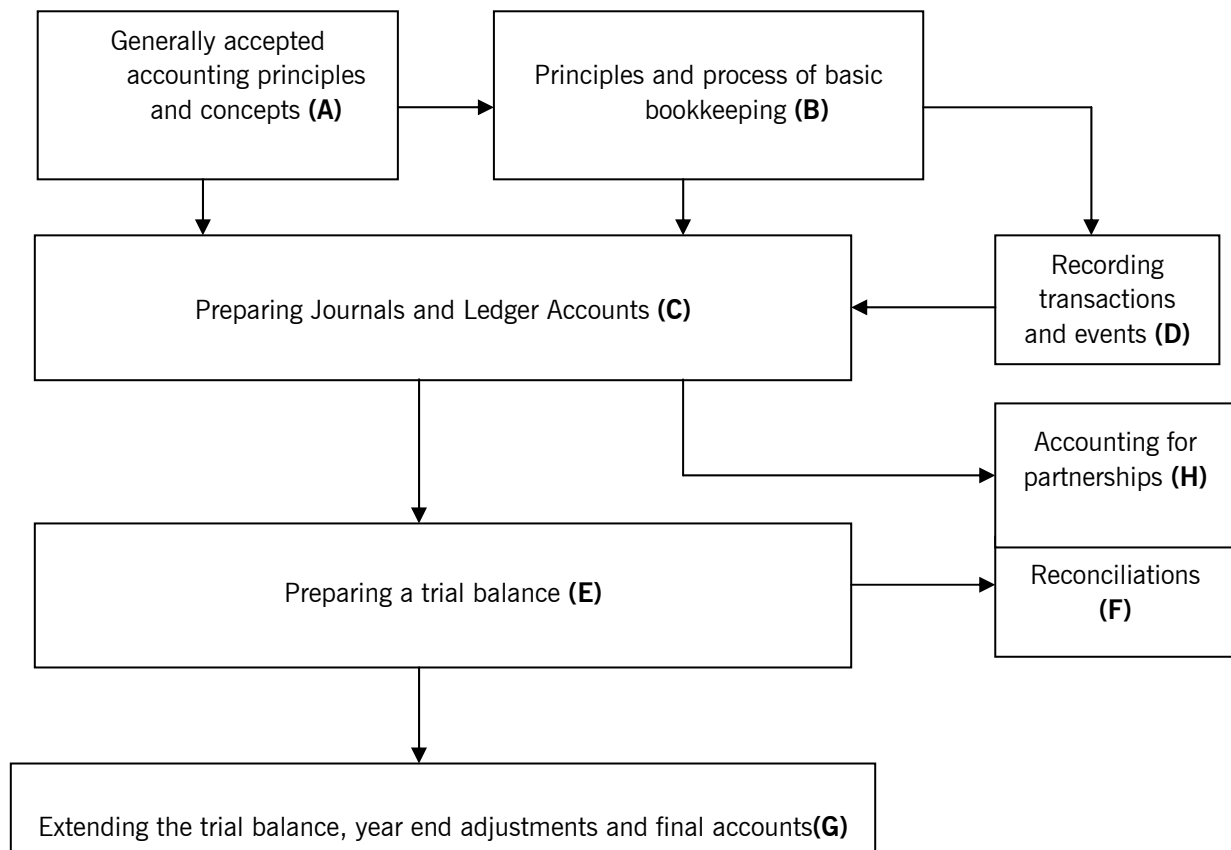 Generally accepted
accounting principles
and concepts (A)
Principles and process of basic
bookkeeping (B)
Preparing Journals and Ledger Accounts (C)
Recording
transactions
and events (D)
Accounting for
partnerships (H)
Preparing a trial balance (E)
Reconciliations
(F)
Extending the trial balance, year end adjustments and final accounts(G)